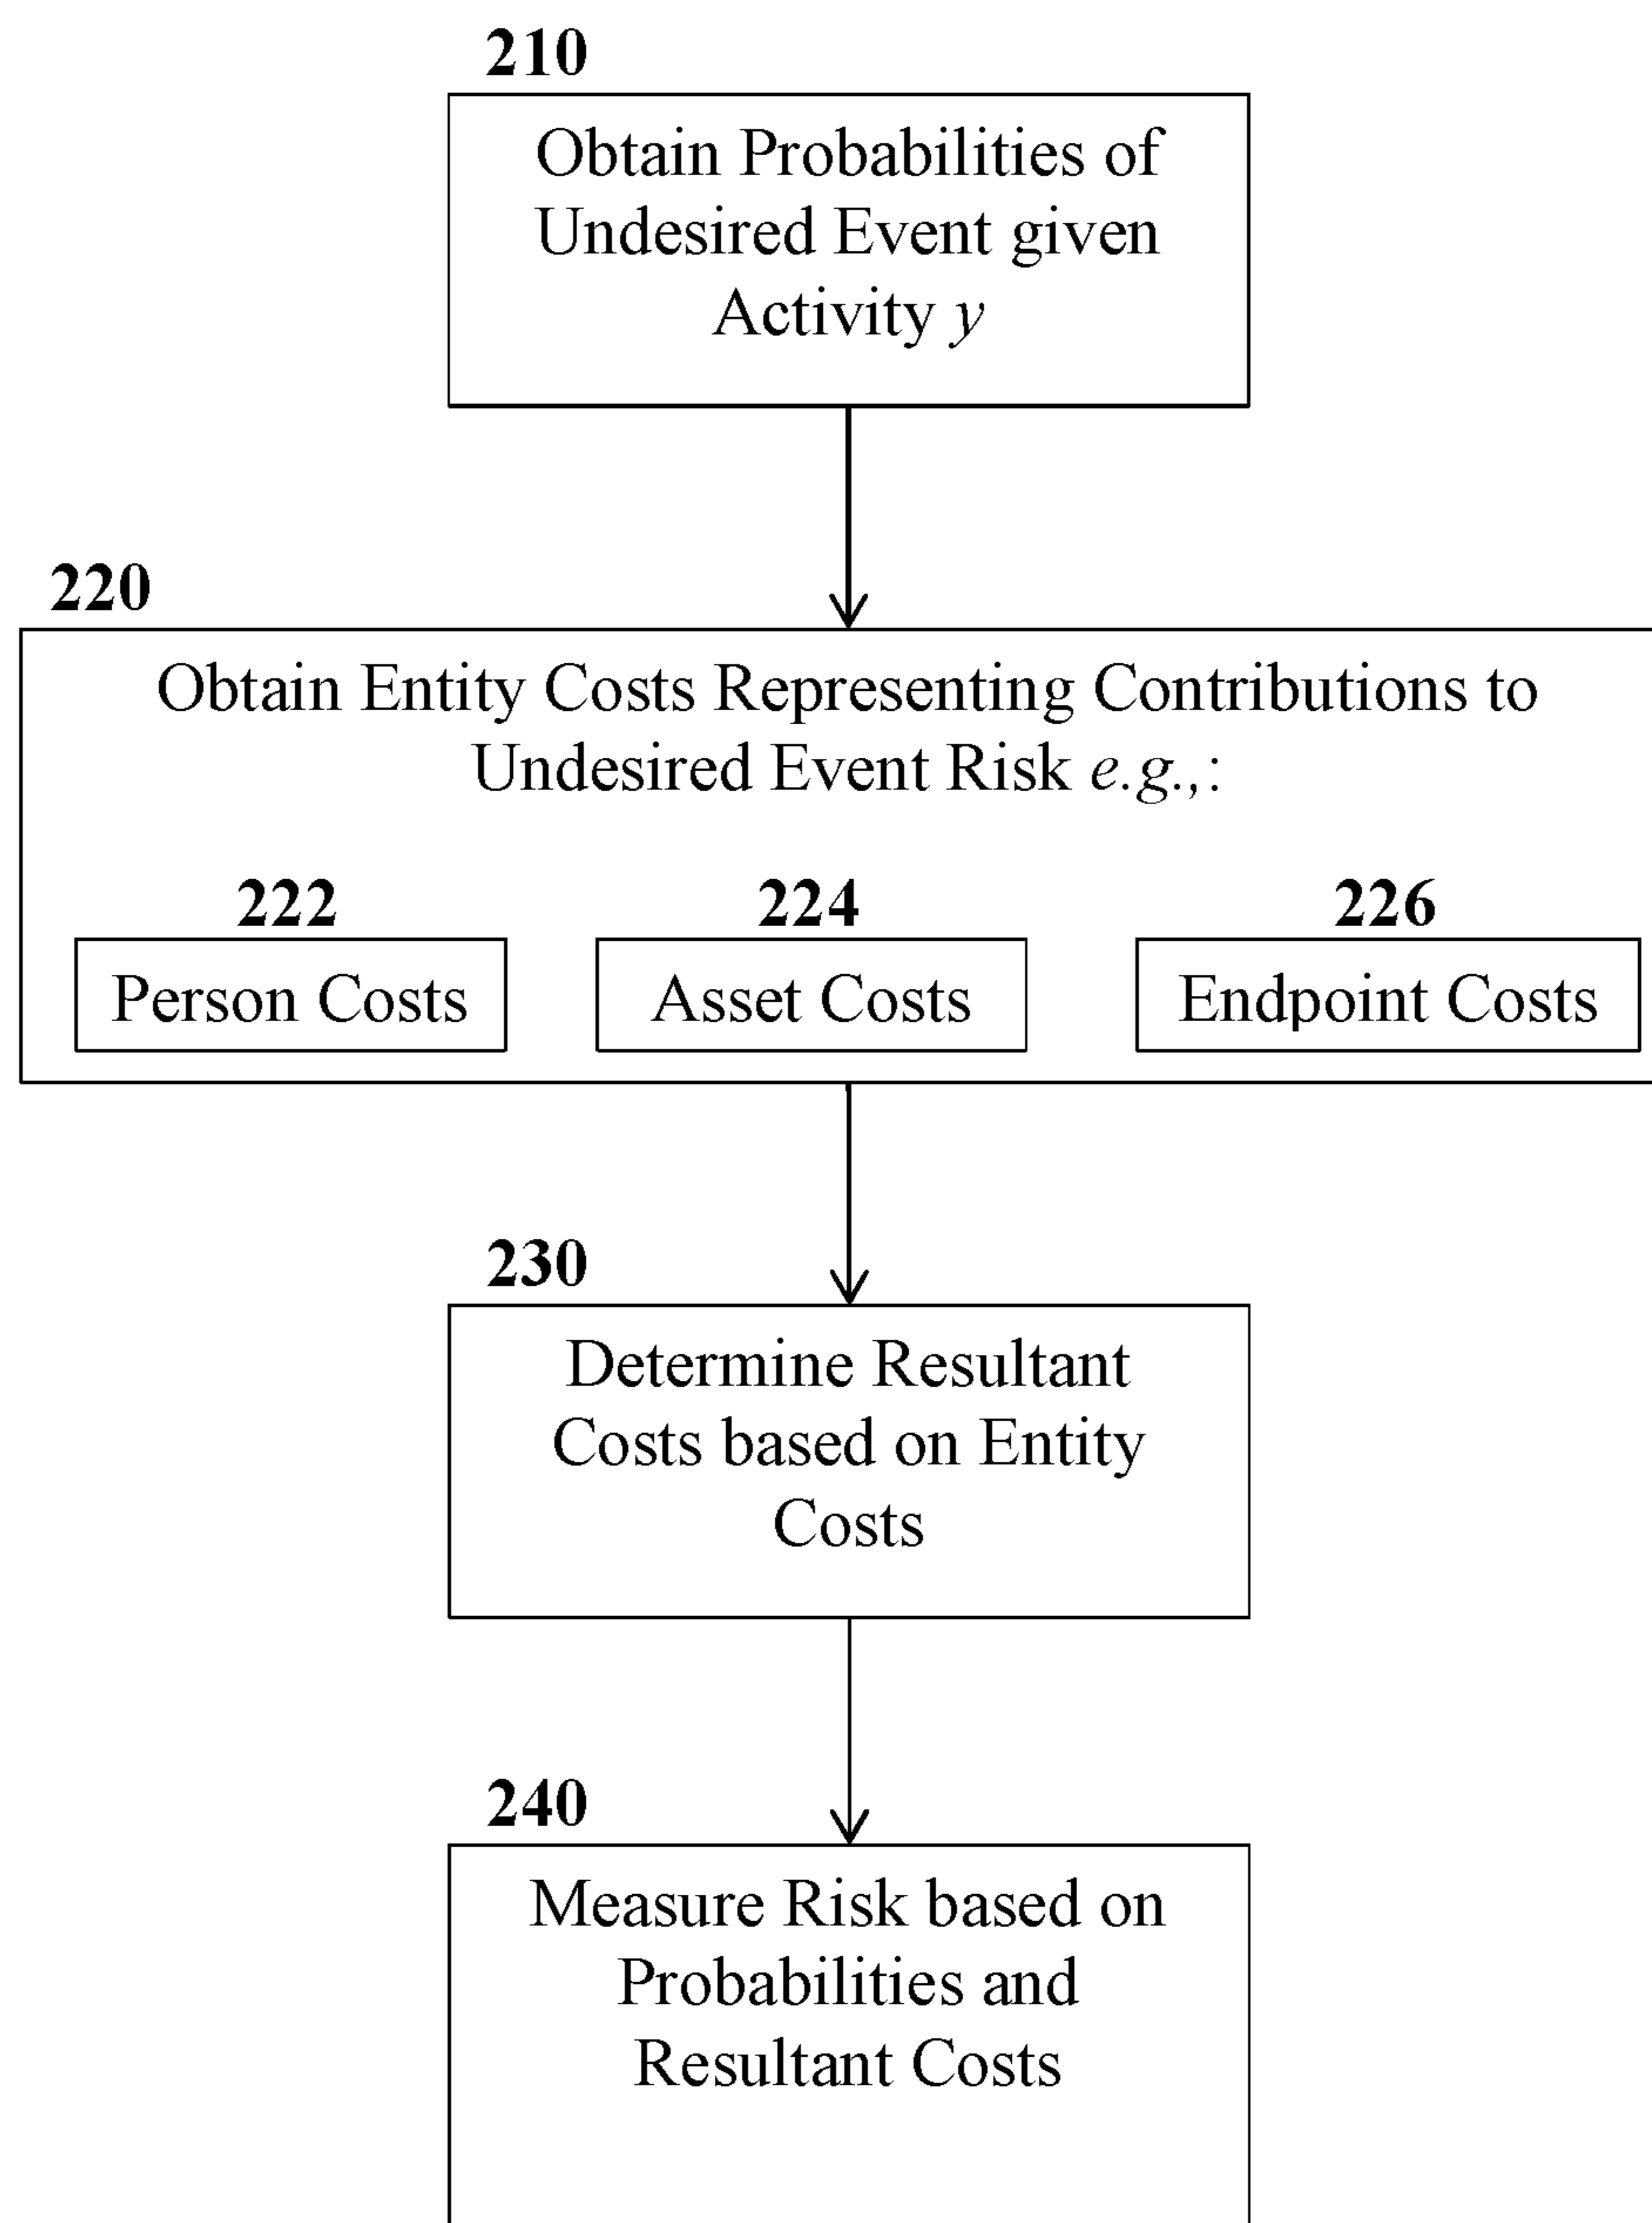 210
Obtain Probabilities of
Undesired Event given
Activity y
220
Obtain Entity Costs Representing Contributions to
Undesired Event Risk e.g.,:
222
224
226
Person Costs
Asset Costs
Endpoint Costs
230
Determine Resultant
Costs based on Entity
Costs
240
Measure Risk based on
Probabilities and
Resultant Costs